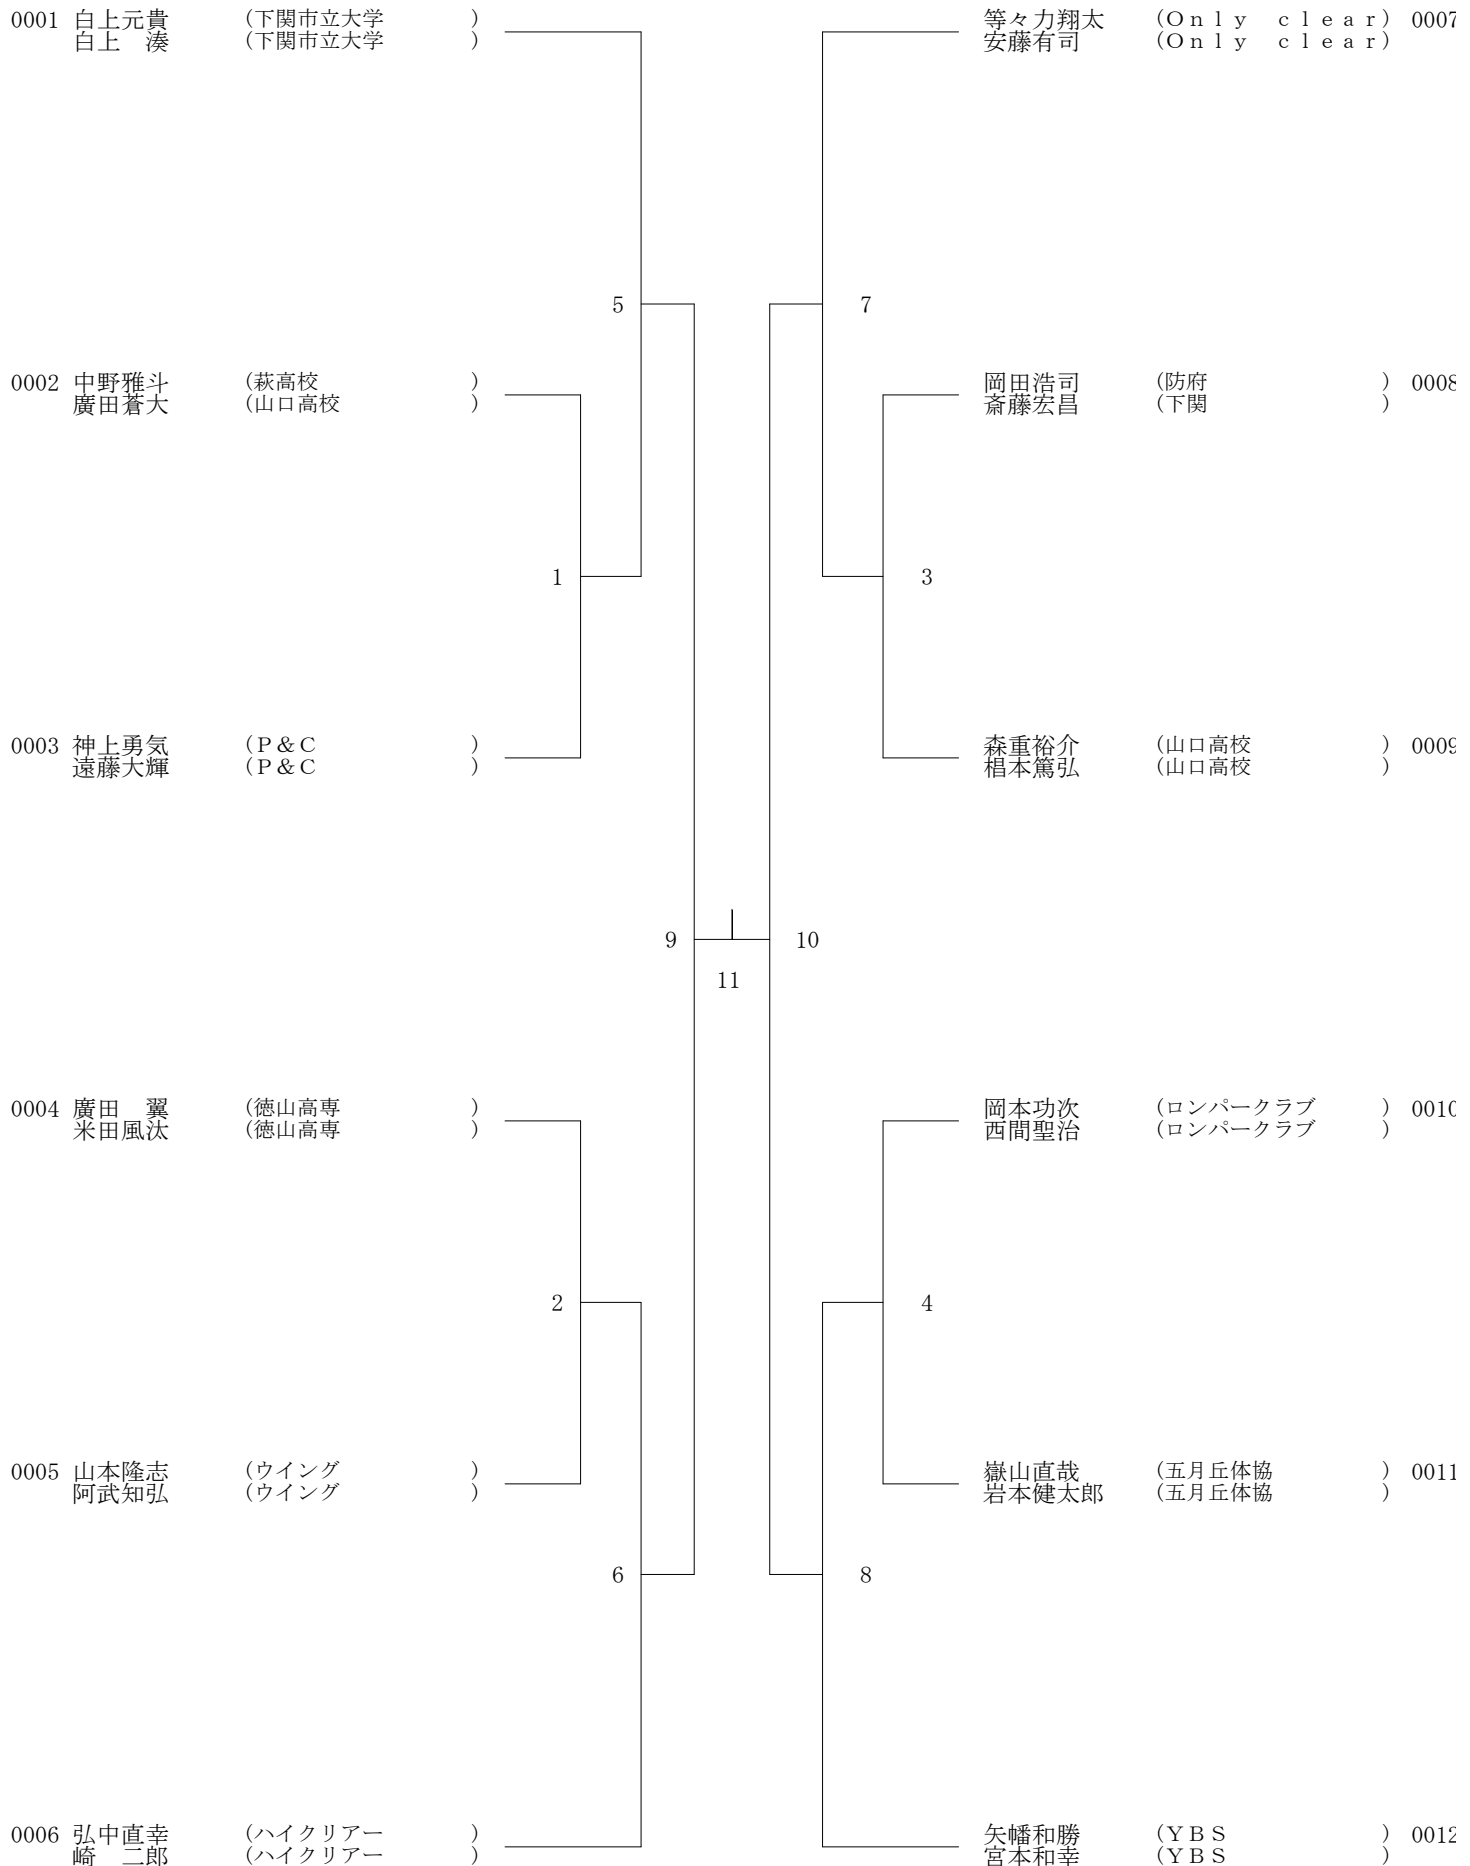 0001 白上元貴 （下関市立大学 ）
白上　湊 （下関市立大学 ）
5
0002 中野雅斗 （萩高校 ）
廣田蒼大 （山口高校 ）
1
0003 神上勇気 （Ｐ＆Ｃ ）
遠藤大輝 （Ｐ＆Ｃ ）
9
11
0004 廣田　翼 （徳山高専 ）
米田風汰 （徳山高専 ）
2
0005 山本隆志 （ウイング ）
阿武知弘 （ウイング ）
6
0006 弘中直幸 （ハイクリアー ）
崎　二郎 （ハイクリアー ）
等々力翔太 （Ｏｎｌｙ　ｃｌｅａｒ） 0007
安藤有司 （Ｏｎｌｙ　ｃｌｅａｒ）
7
岡田浩司 （防府 ） 0008
斎藤宏昌 （下関 ）
3
森重裕介 （山口高校 ） 0009
椙本篤弘 （山口高校 ）
10
岡本功次 （ロンパークラブ ） 0010
西間聖治 （ロンパークラブ ）
4
嶽山直哉 （五月丘体協 ） 0011
岩本健太郎 （五月丘体協 ）
8
矢幡和勝 （ＹＢＳ ） 0012
宮本和幸 （ＹＢＳ ）